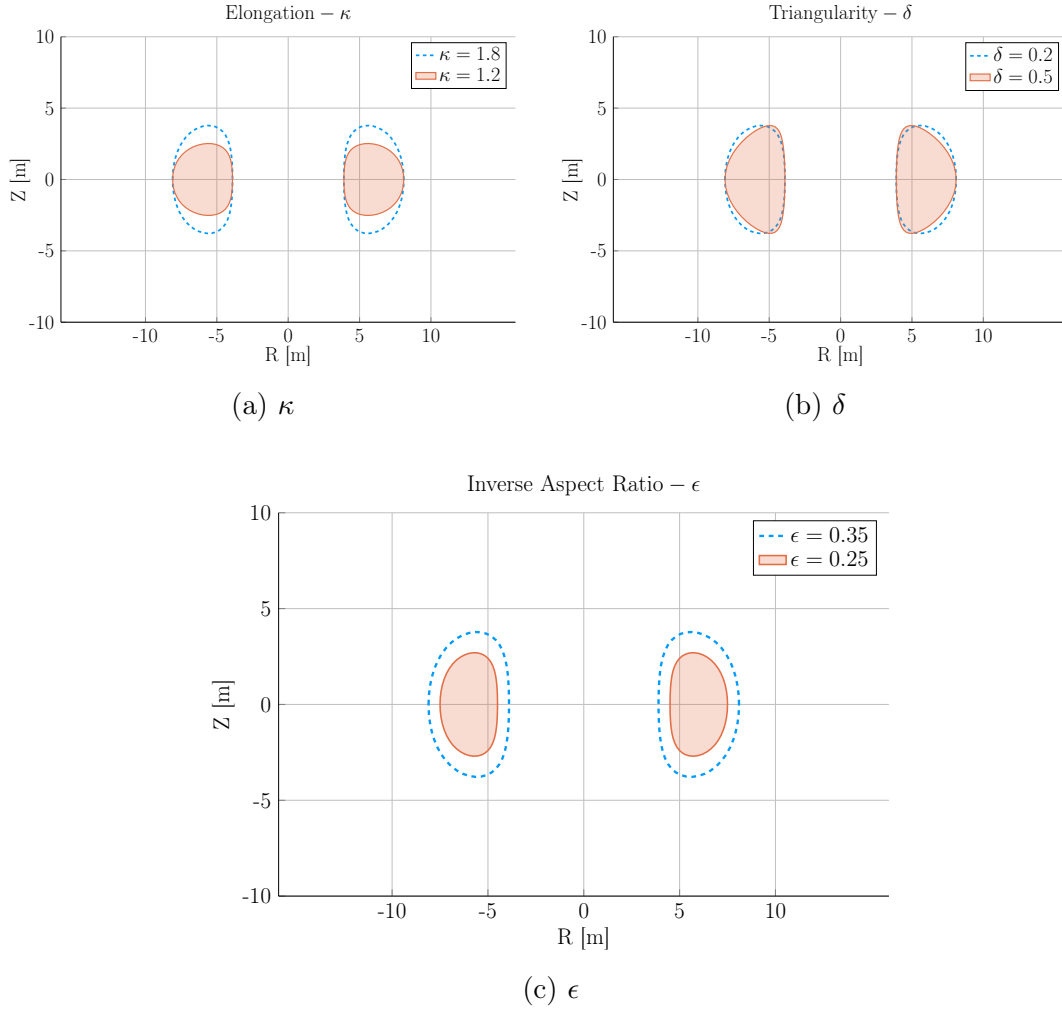 Elongation – κ
κ = 1.8
κ = 1.2
10
5
0
-5
-10
Z [m]
-10 -5 0 5 10
R [m]
(a) κ
Triangularity – δ
δ = 0.2
δ = 0.5
10
5
0
-5
-10
Z [m]
-10 -5 0 5 10
R [m]
(b) δ
Inverse Aspect Ratio – ϵ
ϵ = 0.35
ϵ = 0.25
10
5
0
-5
-10
Z [m]
-10 -5 0 5 10
R [m]
(c) ϵ